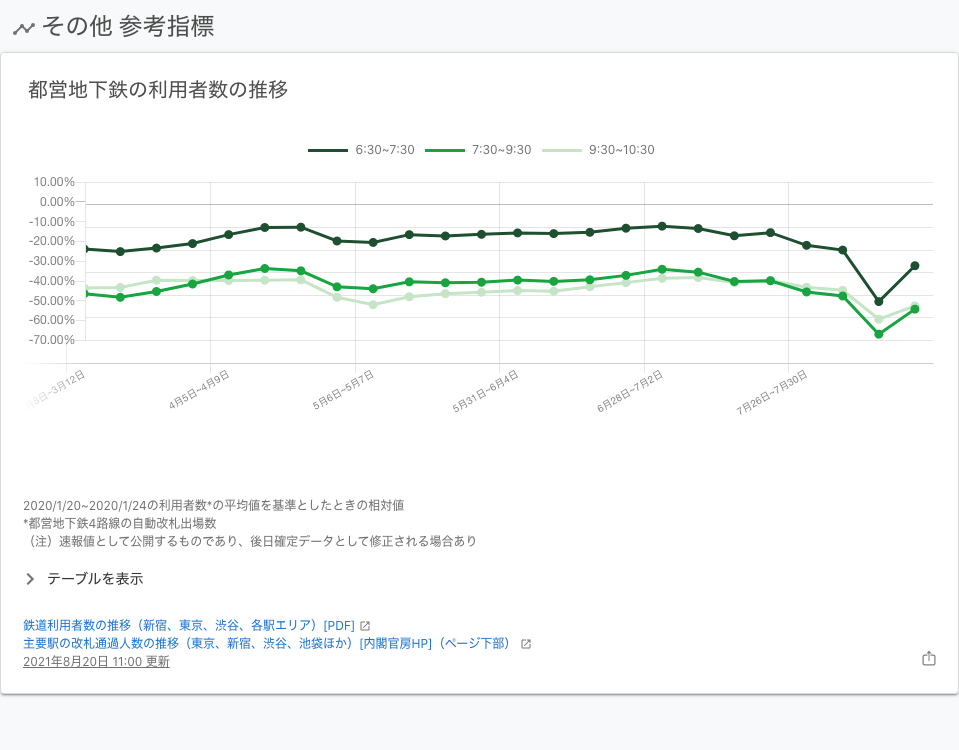 その他 参考指標
都営地下鉄の利用者数の推移
6:30~7:30 7:30~9:30 9:30~10:30
10.00%
0.00%
-10.00%
-20.00%
-30.00%
-40.00%
-50.00%
-60.00%
-70.00%
8日~3月12日 4月5日~4月9日 5月6日~5月7日 5月31日~6月4日 6月28日~7月2日 7月26日~7月30日
2020/1/20~2020/1/24の利用者数*の平均値を基準としたときの相対値
*都営地下鉄4路線の自動改札出場数
（注）速報値として公開するものであり、後日確定データとして修正される場合あり
テーブルを表示
鉄道利用者数の推移（新宿、東京、渋谷、各駅エリア）[PDF]
主要駅の改札通過人数の推移（東京、新宿、渋谷、池袋ほか）[内閣官房HP]（ページ下部）
2021年8月20日 11:00 更新